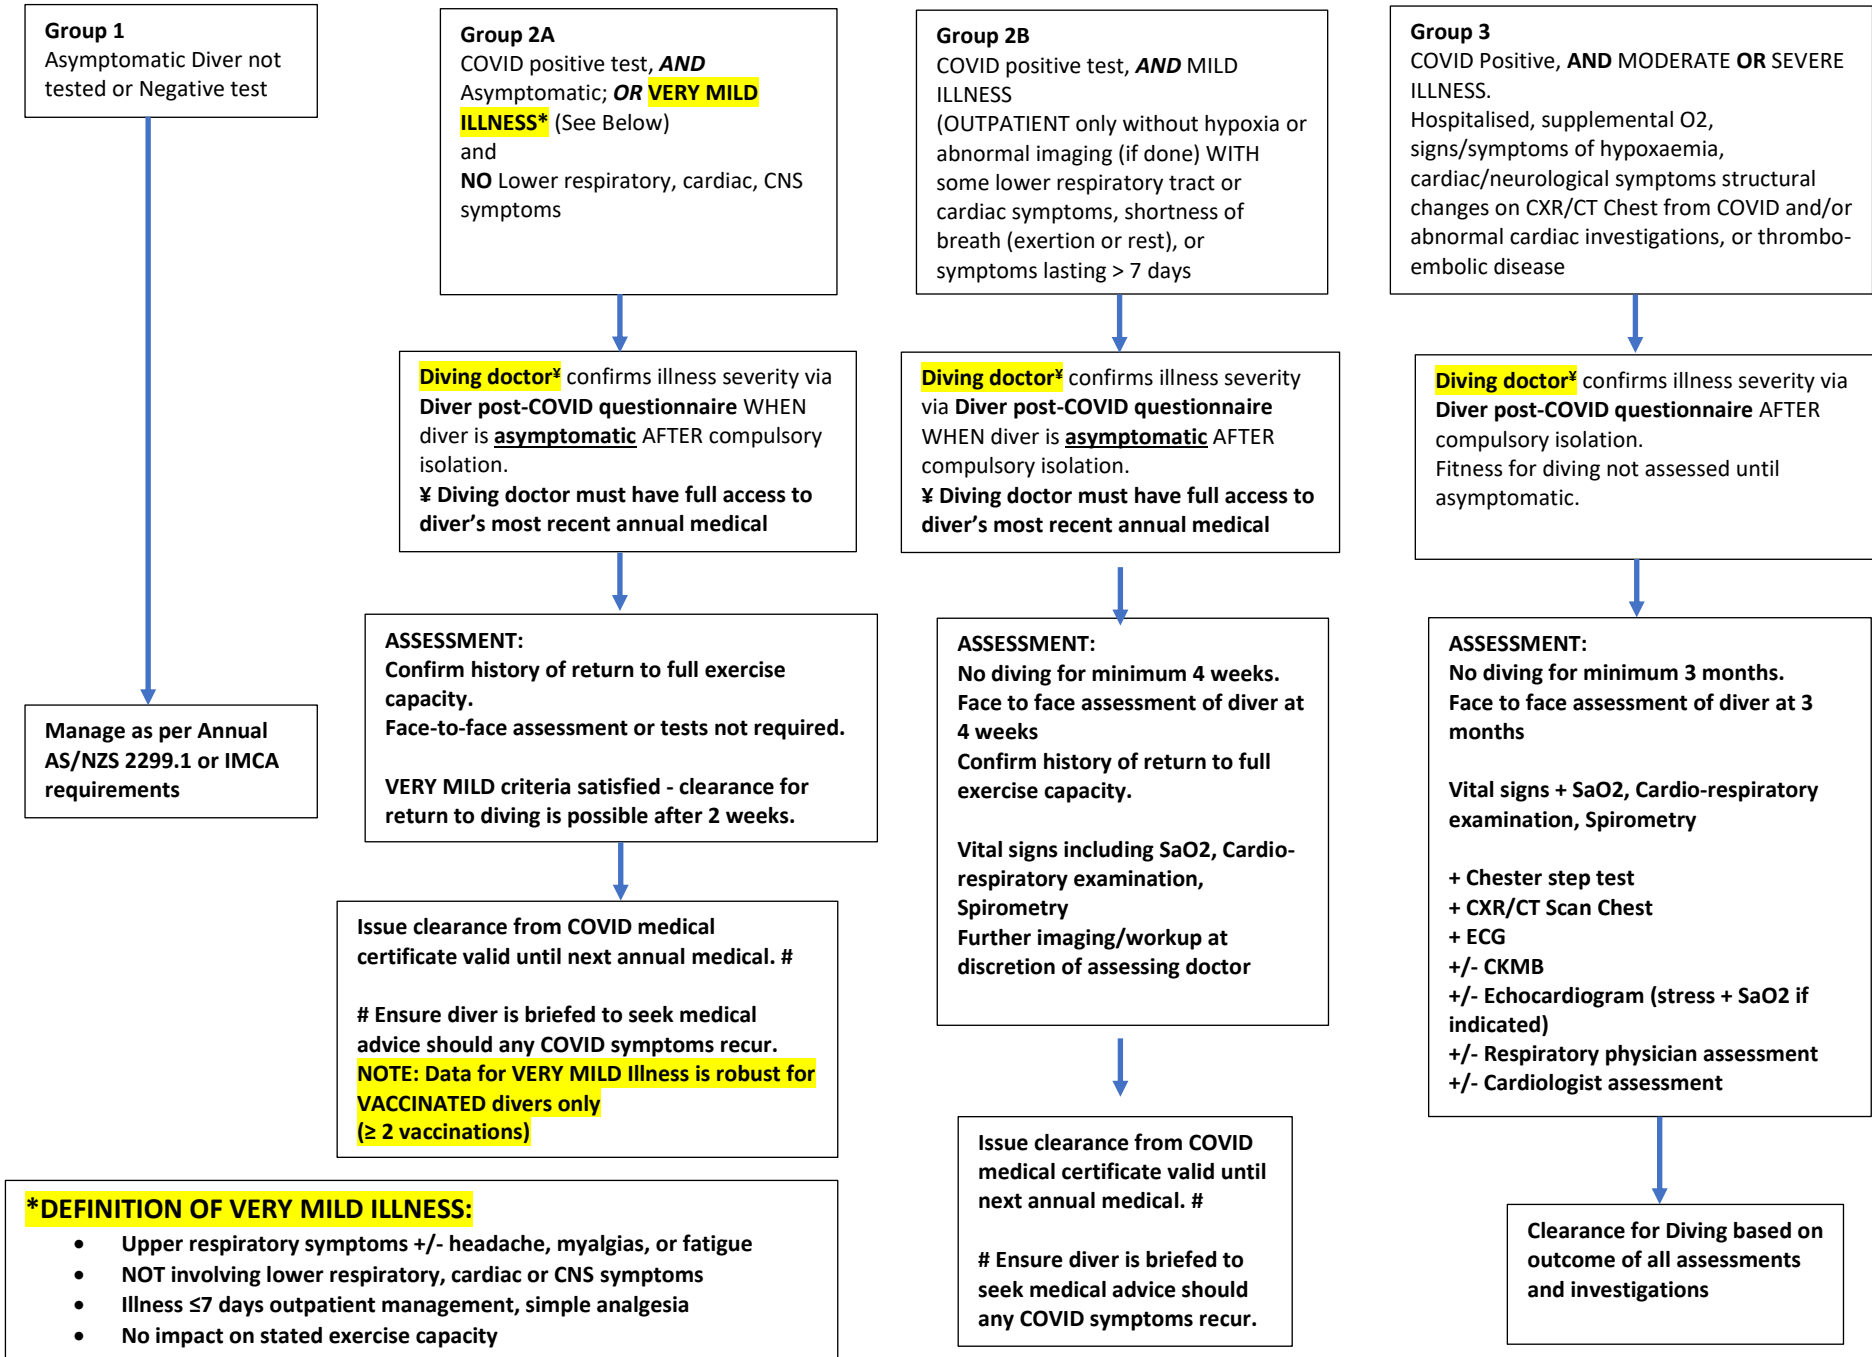 Group 1
Asymptomatic Diver not
tested or Negative test
Manage as per Annual
AS/NZS 2299.1 or IMCA
requirements
Group 2A
COVID positive test, AND
Asymptomatic; OR VERY MILD
ILLNESS* (See Below)
and
NO Lower respiratory, cardiac, CNS
symptoms
Diving doctor¥ confirms illness severity via
Diver post-COVID questionnaire WHEN
diver is asymptomatic AFTER compulsory
isolation.
¥ Diving doctor must have full access to
diver’s most recent annual medical
ASSESSMENT:
Confirm history of return to full exercise
capacity.
Face-to-face assessment or tests not required.
VERY MILD criteria satisfied - clearance for
return to diving is possible after 2 weeks.
Issue clearance from COVID medical
certificate valid until next annual medical. #
# Ensure diver is briefed to seek medical
advice should any COVID symptoms recur.
NOTE: Data for VERY MILD Illness is robust for
VACCINATED divers only
(≥ 2 vaccinations)
*DEFINITION OF VERY MILD ILLNESS:
• Upper respiratory symptoms +/- headache, myalgias, or fatigue
• NOT involving lower respiratory, cardiac or CNS symptoms
• Illness ≤7 days outpatient management, simple analgesia
• No impact on stated exercise capacity
Group 2B
COVID positive test, AND MILD
ILLNESS
(OUTPATIENT only without hypoxia or
abnormal imaging (if done) WITH
some lower respiratory tract or
cardiac symptoms, shortness of
breath (exertion or rest), or
symptoms lasting > 7 days
Diving doctor¥ confirms illness severity
via Diver post-COVID questionnaire
WHEN diver is asymptomatic AFTER
compulsory isolation.
¥ Diving doctor must have full access to
diver’s most recent annual medical
ASSESSMENT:
No diving for minimum 4 weeks.
Face to face assessment of diver at
4 weeks
Confirm history of return to full
exercise capacity.
Vital signs including SaO2, Cardio-
respiratory examination,
Spirometry
Further imaging/workup at
discretion of assessing doctor
Issue clearance from COVID
medical certificate valid until
next annual medical. #
# Ensure diver is briefed to
seek medical advice should
any COVID symptoms recur.
Group 3
COVID Positive, AND MODERATE OR SEVERE
ILLNESS.
Hospitalised, supplemental O2,
signs/symptoms of hypoxaemia,
cardiac/neurological symptoms structural
changes on CXR/CT Chest from COVID and/or
abnormal cardiac investigations, or thrombo-
embolic disease
Diving doctor¥ confirms illness severity via
Diver post-COVID questionnaire AFTER
compulsory isolation.
Fitness for diving not assessed until
asymptomatic.
ASSESSMENT:
No diving for minimum 3 months.
Face to face assessment of diver at 3
months
Vital signs + SaO2, Cardio-respiratory
examination, Spirometry
+ Chester step test
+ CXR/CT Scan Chest
+ ECG
+/- CKMB
+/- Echocardiogram (stress + SaO2 if
indicated)
+/- Respiratory physician assessment
+/- Cardiologist assessment
Clearance for Diving based on
outcome of all assessments
and investigations